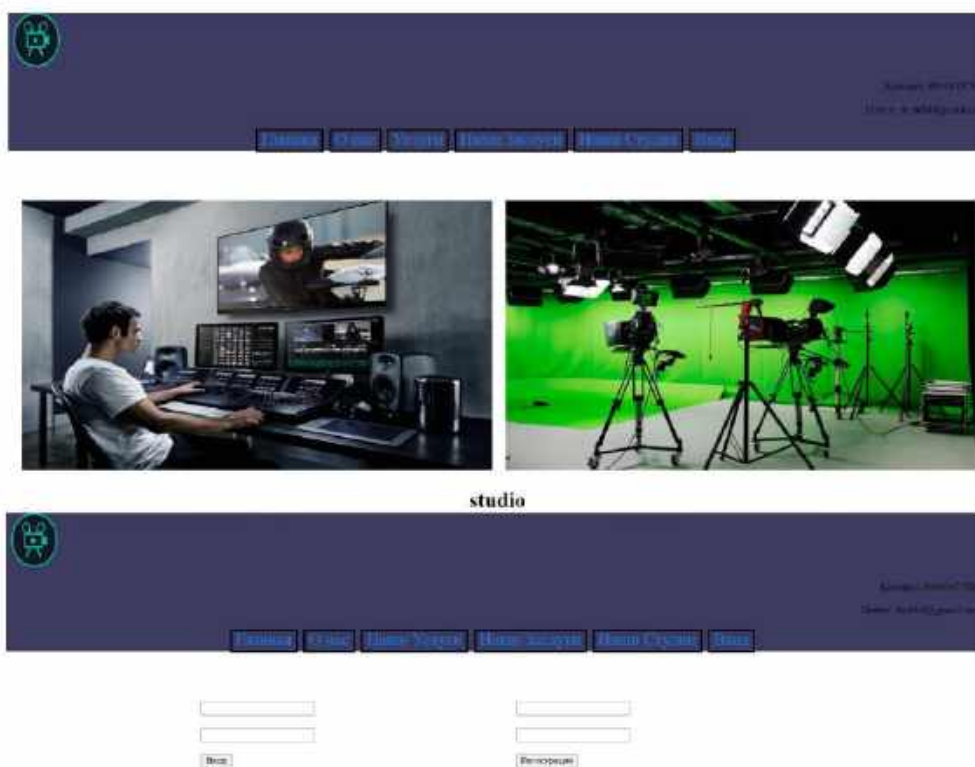 Главная О нас Услуги Наши Заслуги Наши Студии Вход
studio
Главная О нас Наши Услуги Наши Заслуги Наши Студии Вход
Вход Регистрация